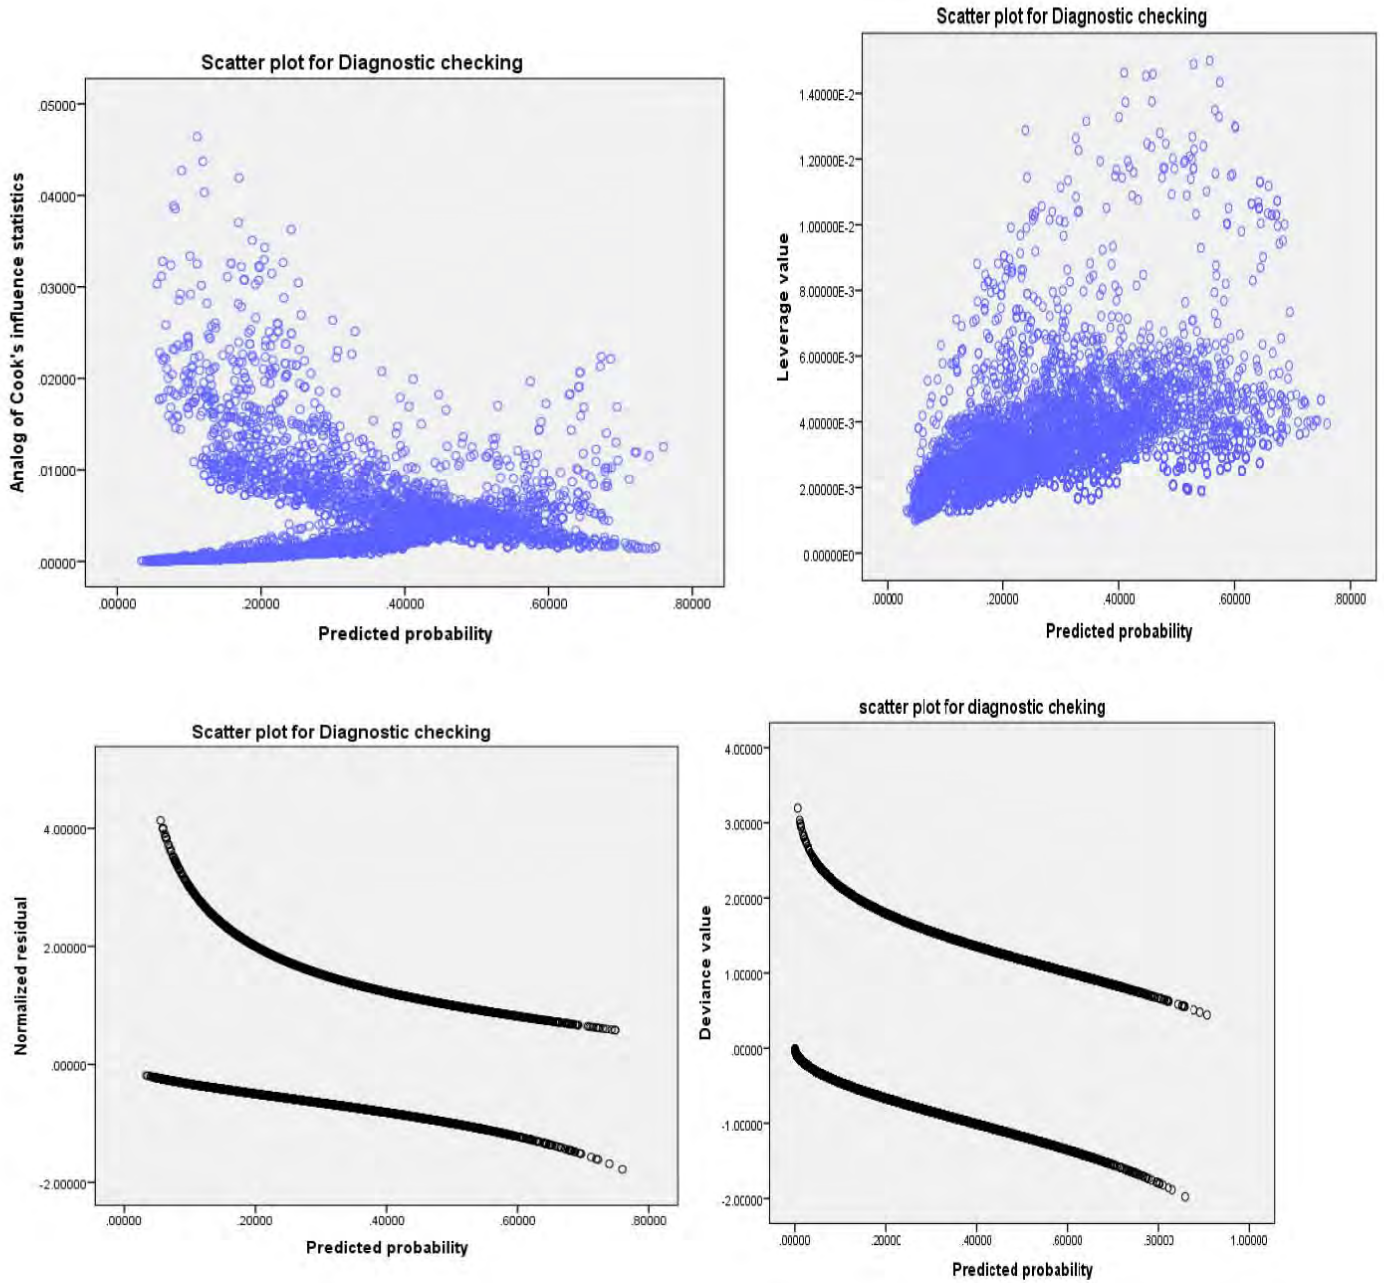 Scatter plot for Diagnostic checking
Analog of Cook's influence statistics
.05000
.04000
.03000
.02000
.01000
.00000
.00000 .20000 .40000 .60000 .80000
Predicted probability
Scatter plot for Diagnostic checking
Leverage value
1.40000E-2
1.20000E-2
1.00000E-2
8.00000E-3
6.00000E-3
4.00000E-3
2.00000E-3
0.00000E0
.00000 .20000 .40000 .60000 .80000
Predicted probability
Scatter plot for Diagnostic checking
Normalized residual
4.00000
2.00000
.00000
-2.00000
.00000 .20000 .40000 .60000 .80000
Predicted probability
scatter plot for diagnostic cheking
Deviance value
4.00000
3.00000
2.00000
1.00000
.00000
-1.00000
-2.00000
.00000 .20000 .40000 .60000 .30000 1.00000
Predicted probability